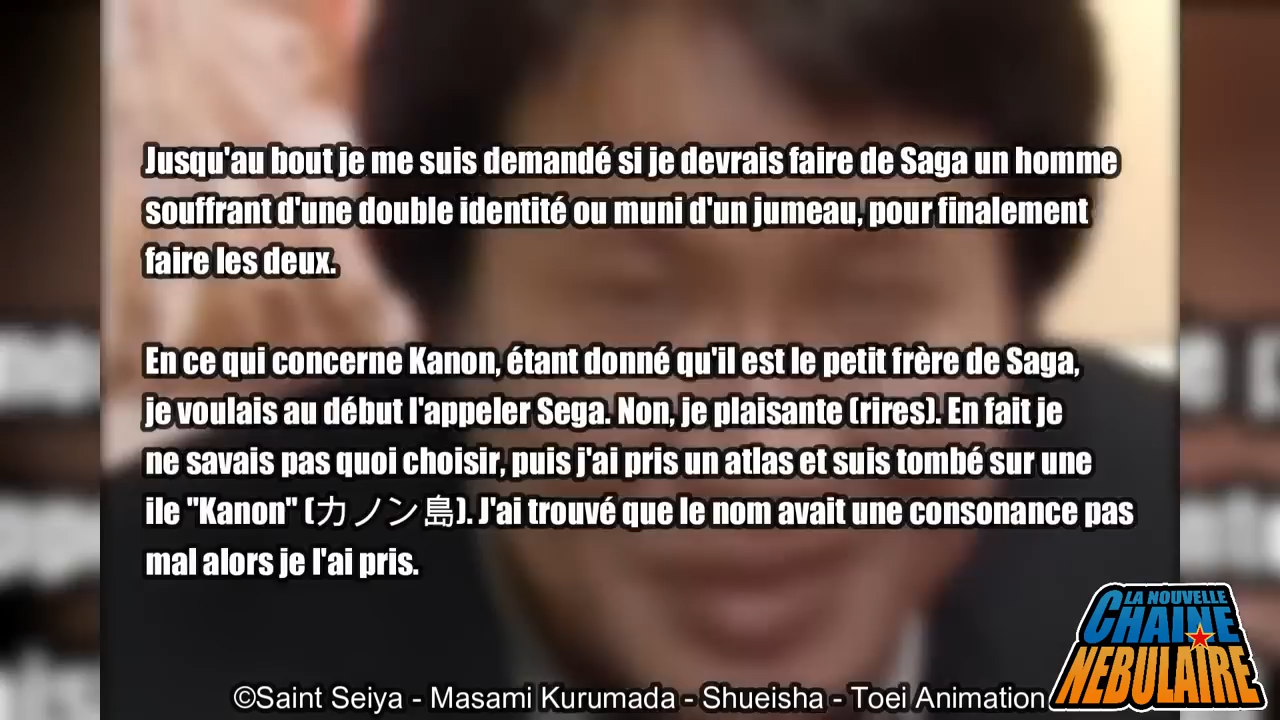 Jusqu'au bout je me suis demandé si je devrais faire de Saga un homme
souffrant d'une double identité ou muni d'un jumeau, pour finalement
faire les deux.
En ce qui concerne Kanon, étant donné qu'il est le petit frère de Saga,
je voulais au début l'appeler Sega. Non, je plaisante (rires). En fait je
ne savais pas quoi choisir, puis j'ai pris un atlas et suis tombé sur une
ile "Kanon" (カノン島). J'ai trouvé que le nom avait une consonance pas
mal alors je l'ai pris.
LA NOUVELLE
CHAINE
NEBULAIRE
©Saint Seiya - Masami Kurumada - Shueisha - Toei Animation